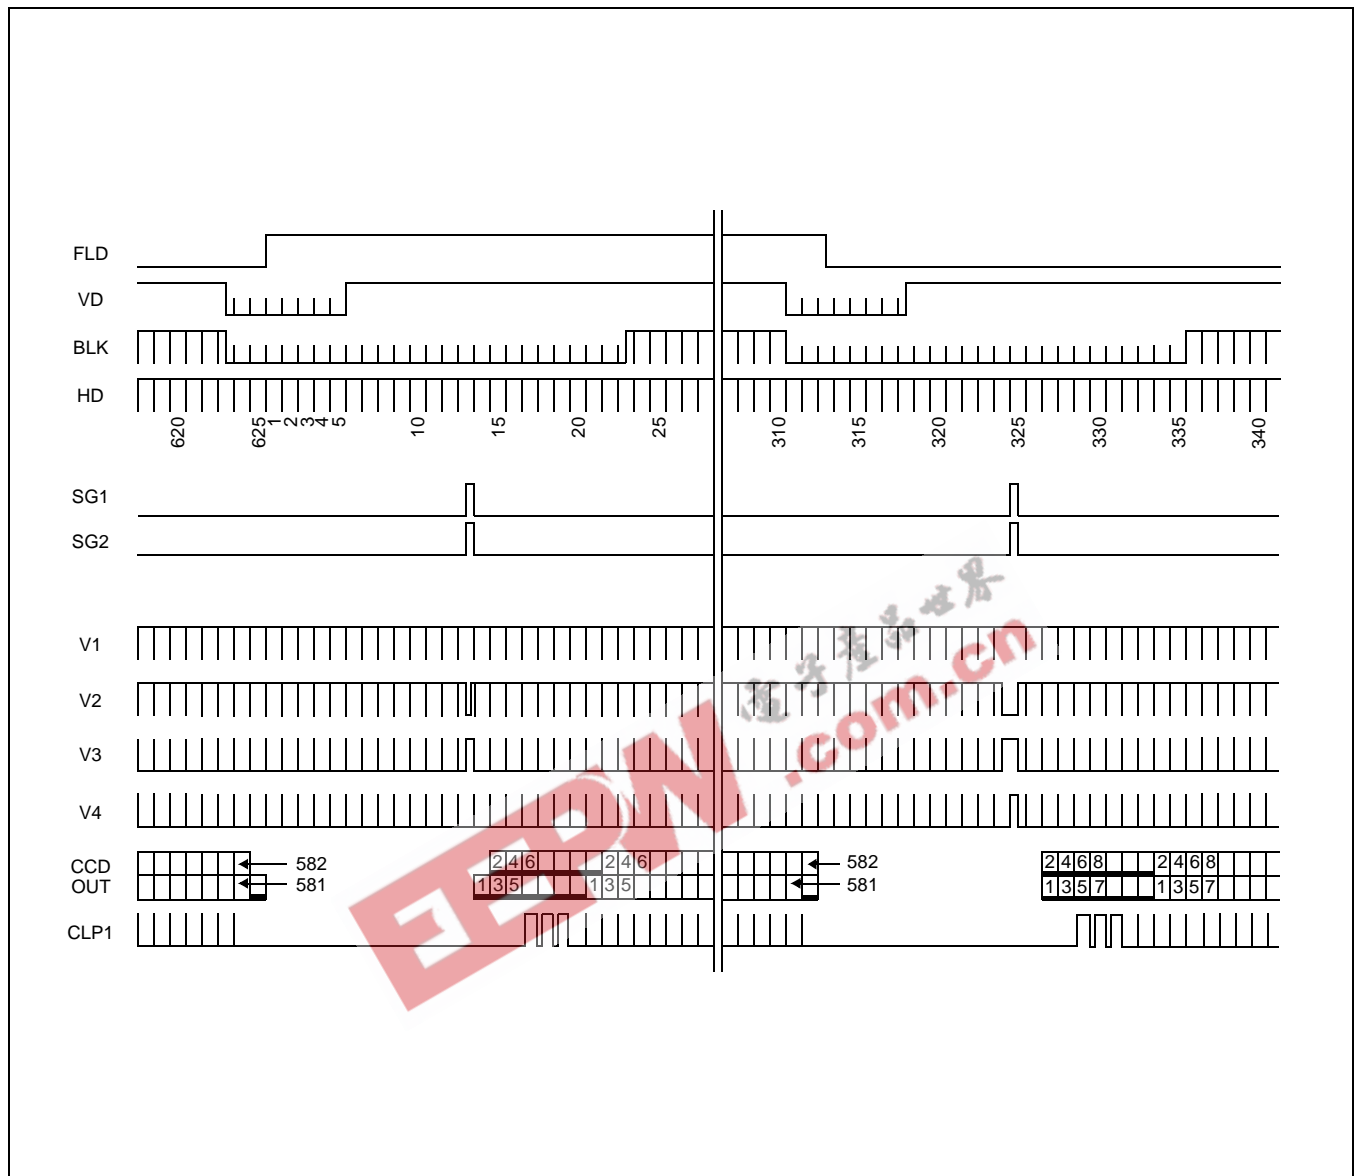 FLD
VD
BLK
HD
620 625 1 2 3 4 5 10 15 20 25 310 315 320 325 330 335 340
SG1
SG2
V1
V2
V3
V4
CCD OUT
582 2 4 6 2 4 6 582 2 4 6 8 2 4 6 8
581 1 3 5 1 3 5 581 1 3 5 7 1 3 5 7
CLP1
EEPW
.com.cn
電子產品世界